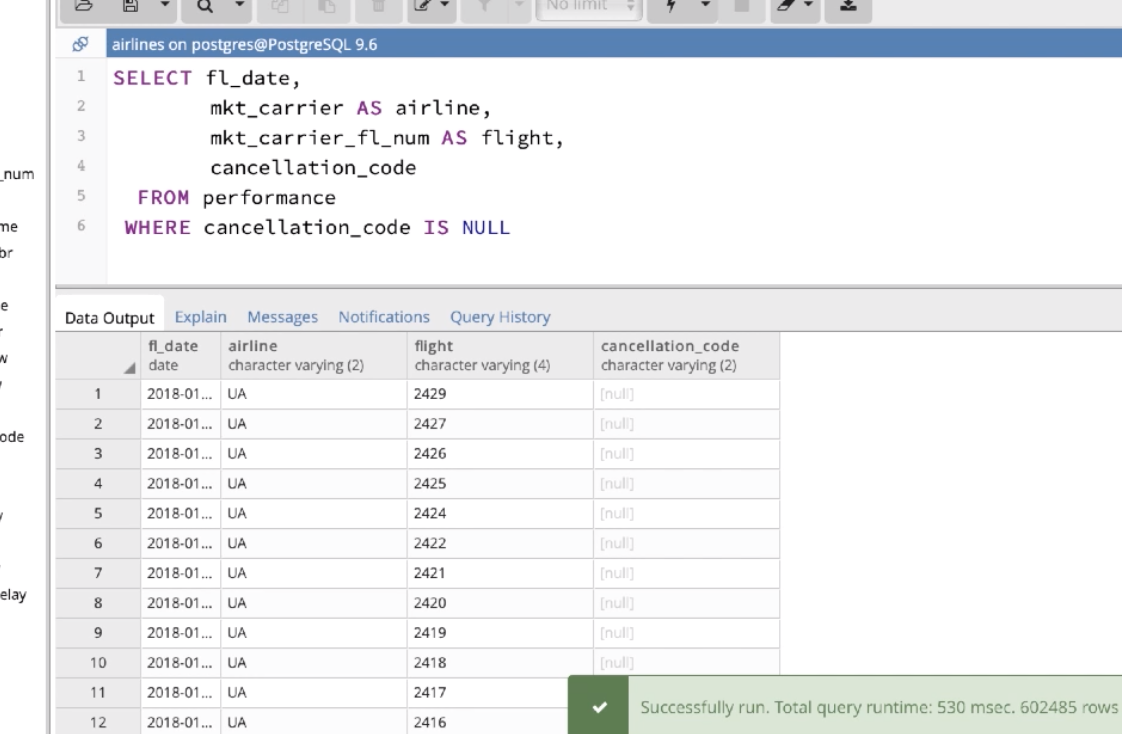 No limit
airlines on postgres@PostgreSQL 9.6
1 SELECT fl_date,
2 mkt_carrier AS airline,
3 mkt_carrier_fl_num AS flight,
4 cancellation_code
5 FROM performance
6 WHERE cancellation_code IS NULL
_num
me
br
e
r
w
ode
elay
Data Output Explain Messages Notifications Query History
fl_date airline flight cancellation_code
date character varying (2) character varying (4) character varying (2)
1 2018-01... UA 2429 [null]
2 2018-01... UA 2427 [null]
3 2018-01... UA 2426 [null]
4 2018-01... UA 2425 [null]
5 2018-01... UA 2424 [null]
6 2018-01... UA 2422 [null]
7 2018-01... UA 2421 [null]
8 2018-01... UA 2420 [null]
9 2018-01... UA 2419 [null]
10 2018-01... UA 2418 [null]
11 2018-01... UA 2417
12 2018-01... UA 2416
Successfully run. Total query runtime: 530 msec. 602485 rows